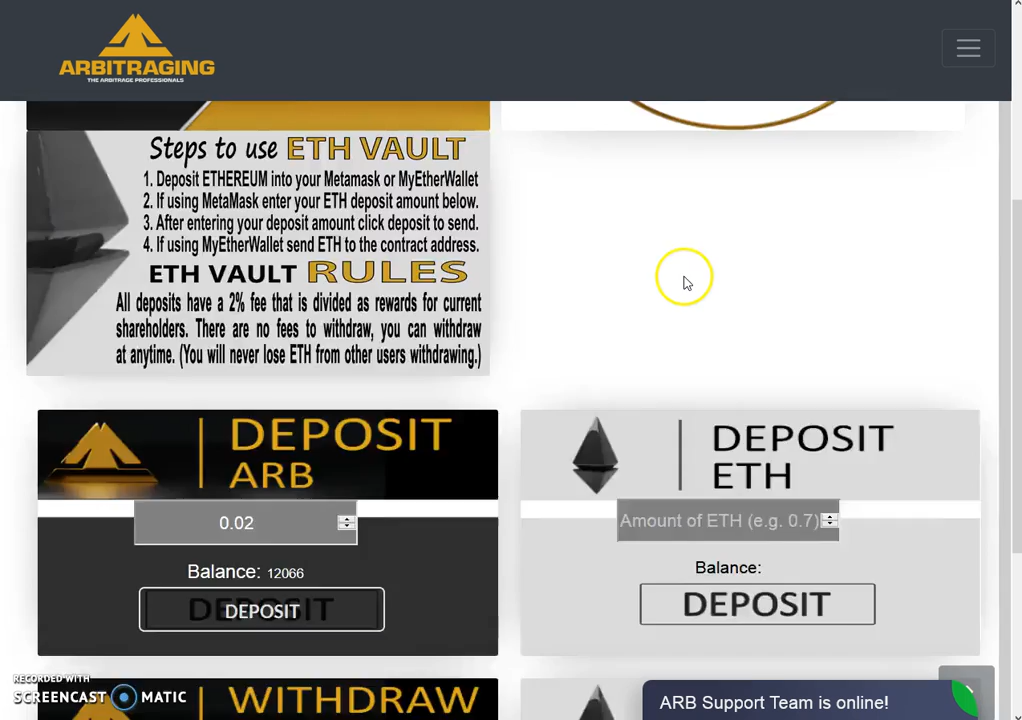 ARBITRAGING
THE ARBITRAGE PROFESSIONALS
Steps to use ETH VAULT
1. Deposit ETHEREUM into your Metamask or MyEtherWallet
2. If using MetaMask enter your ETH deposit amount below.
3. After entering your deposit amount click deposit to send.
4. If using MyEtherWallet send ETH to the contract address.
ETH VAULT RULES
All deposits have a 2% fee that is divided as rewards for current
shareholders. There are no fees to withdraw, you can withdraw
at anytime. (You will never lose ETH from other users withdrawing.)
DEPOSIT
ARB
0.02
Balance: 12066
DEPOSIT
DEPOSIT
DEPOSIT
ETH
Amount of ETH (e.g. 0.7)
Balance:
DEPOSIT
WITHDRAW
RECORDED WITH
SCREENCAST MATIC
ARB Support Team is online!